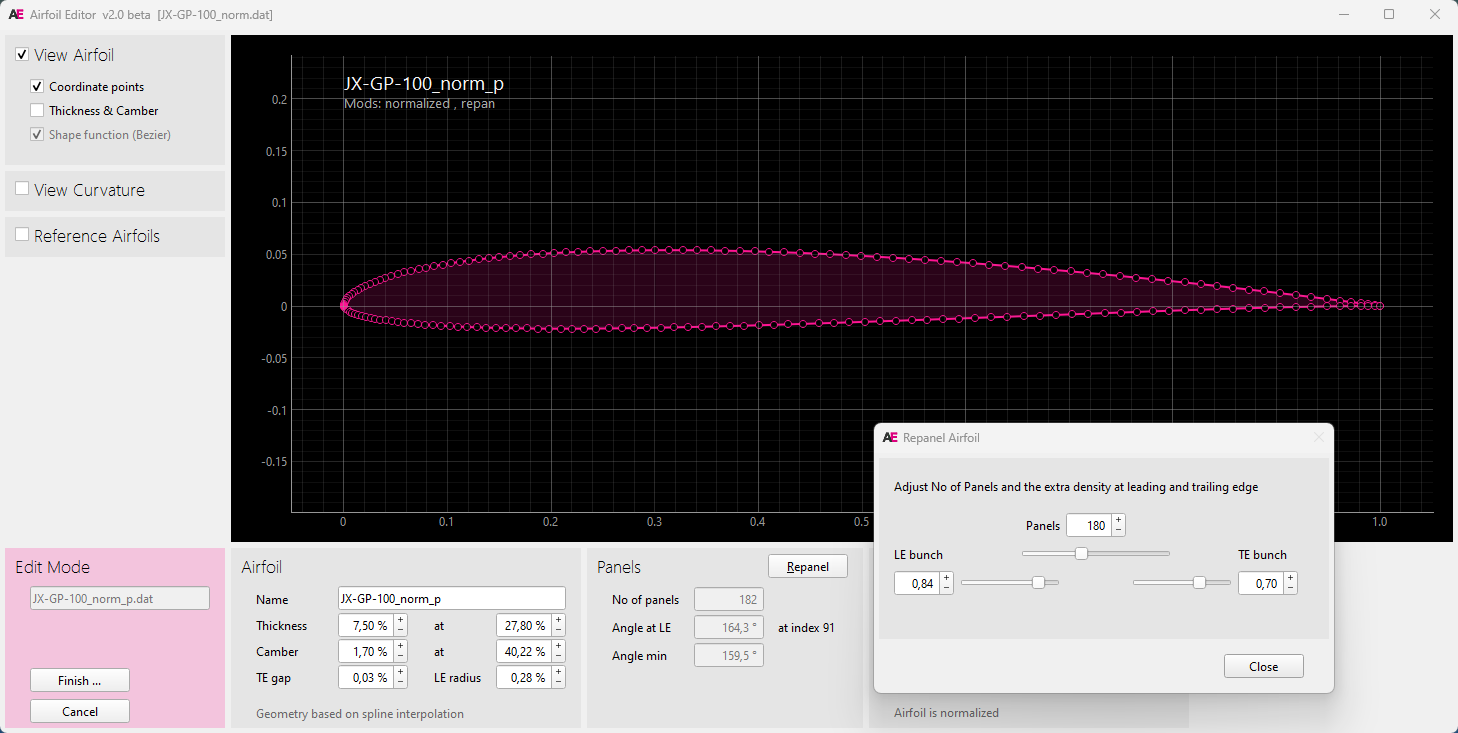 AE Airfoil Editor v2.0 beta [JX-GP-100_norm.dat]
View Airfoil
Coordinate points
Thickness & Camber
Shape function (Bezier)
View Curvature
Reference Airfoils
JX-GP-100_norm_p
Mods: normalized , repan
0.2
0.15
0.1
0.05
0
-0.05
-0.1
-0.15
0 0.1 0.2 0.3 0.4 0.5 1.0
Edit Mode
JX-GP-100_norm_p.dat
Finish ...
Cancel
Airfoil
Name JX-GP-100_norm_p
Thickness 7,50 % at 27,80 %
Camber 1,70 % at 40,22 %
TE gap 0,03 % LE radius 0,28 %
Geometry based on spline interpolation
Panels Repanel
No of panels 182
Angle at LE 164,3 ° at index 91
Angle min 159,5 °
AE Repanel Airfoil
Adjust No of Panels and the extra density at leading and trailing edge
Panels 180
LE bunch TE bunch
0,84 0,70
Close
Airfoil is normalized